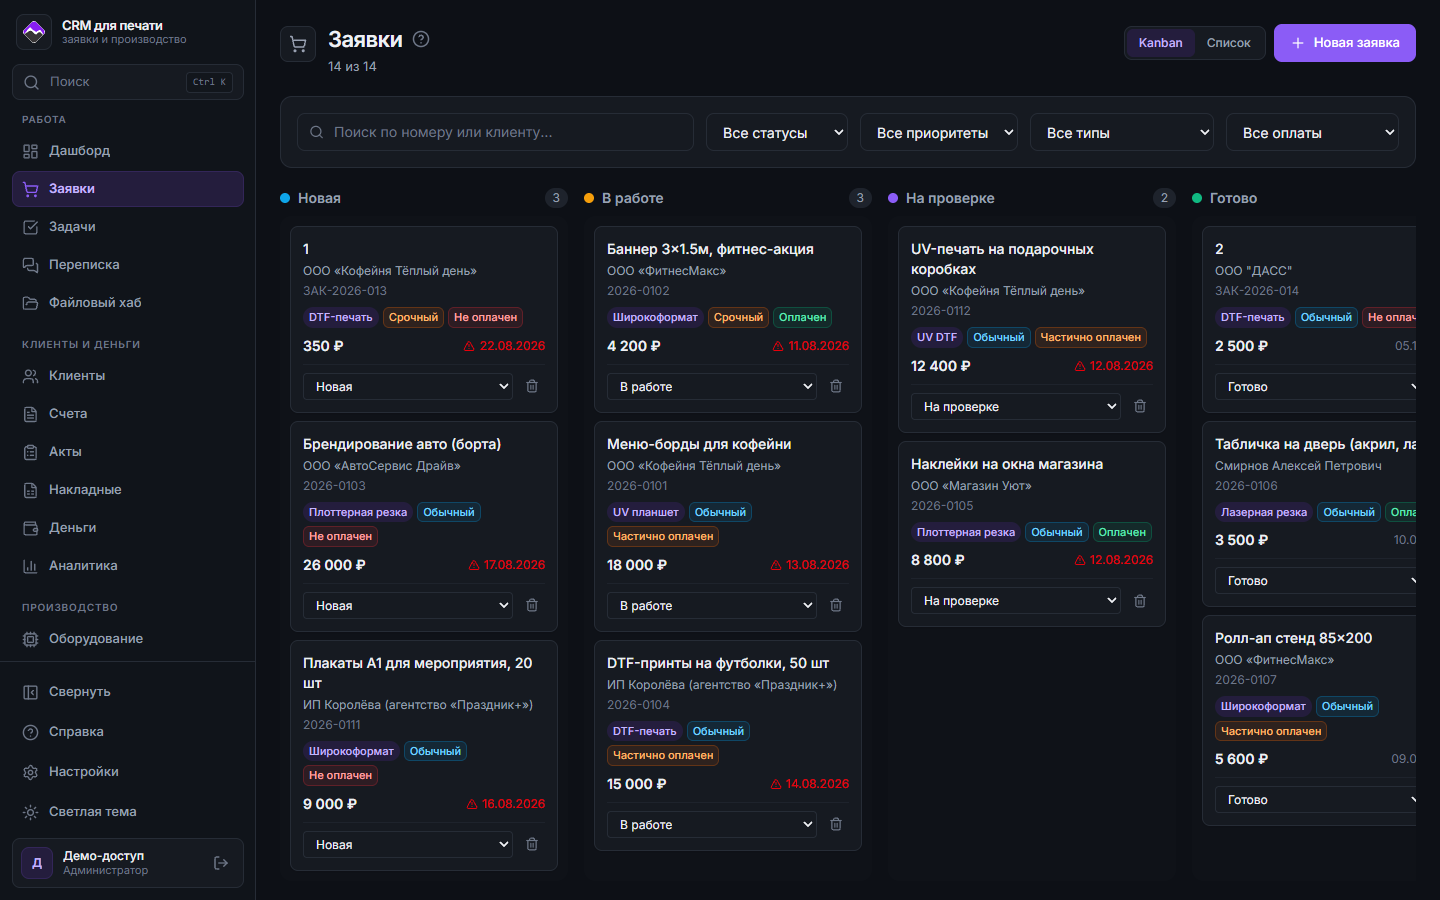 CRM для печати
заявки и производство
Поиск
Ctrl K
РАБОТА
Дашборд
Заявки
Задачи
Переписка
Файловый хаб
КЛИЕНТЫ И ДЕНЬГИ
Клиенты
Счета
Акты
Накладные
Деньги
Аналитика
ПРОИЗВОДСТВО
Оборудование
Свернуть
Справка
Настройки
Светлая тема
Д
Демо-доступ
Администратор
Заявки
14 из 14
Kanban
Список
Новая заявка
Поиск по номеру или клиенту...
Все статусы
Все приоритеты
Все типы
Все оплаты
Новая
3
1
ООО «Кофейня Тёплый день»
ЗАК-2026-013
DTF-печать
Срочный
Не оплачен
350 ₽
22.08.2026
Новая
Брендирование авто (борта)
ООО «АвтоСервис Драйв»
2026-0103
Плоттерная резка
Обычный
Не оплачен
26 000 ₽
17.08.2026
Новая
Плакаты А1 для мероприятия, 20
шт
ИП Королёва (агентство «Праздник+»)
2026-0111
Широкоформат
Обычный
Не оплачен
9 000 ₽
16.08.2026
Новая
В работе
3
Баннер 3×1.5м, фитнес-акция
ООО «ФитнесМакс»
2026-0102
Широкоформат
Срочный
Оплачен
4 200 ₽
11.08.2026
В работе
Меню-борды для кофейни
ООО «Кофейня Тёплый день»
2026-0101
UV планшет
Обычный
Частично оплачен
18 000 ₽
13.08.2026
В работе
DTF-принты на футболки, 50 шт
ИП Королёва (агентство «Праздник+»)
2026-0104
DTF-печать
Обычный
Частично оплачен
15 000 ₽
14.08.2026
В работе
На проверке
2
UV-печать на подарочных
коробках
ООО «Кофейня Тёплый день»
2026-0112
UV DTF
Обычный
Частично оплачен
12 400 ₽
12.08.2026
На проверке
Наклейки на окна магазина
ООО «Магазин Уют»
2026-0105
Плоттерная резка
Обычный
Оплачен
8 800 ₽
12.08.2026
На проверке
Готово
2
ООО "ДАСС"
ЗАК-2026-014
DTF-печать
Обычный
Не
2 500 ₽
Готово
Табличка на дверь (акрил,
Смирнов Алексей Петрович
2026-0106
Лазерная резка
Обычный
3 500 ₽
Готово
Ролл-ап стенд 85×200
ООО «ФитнесМакс»
2026-0107
Широкоформат
Обычный
Частично оплачен
5 600 ₽
Готово